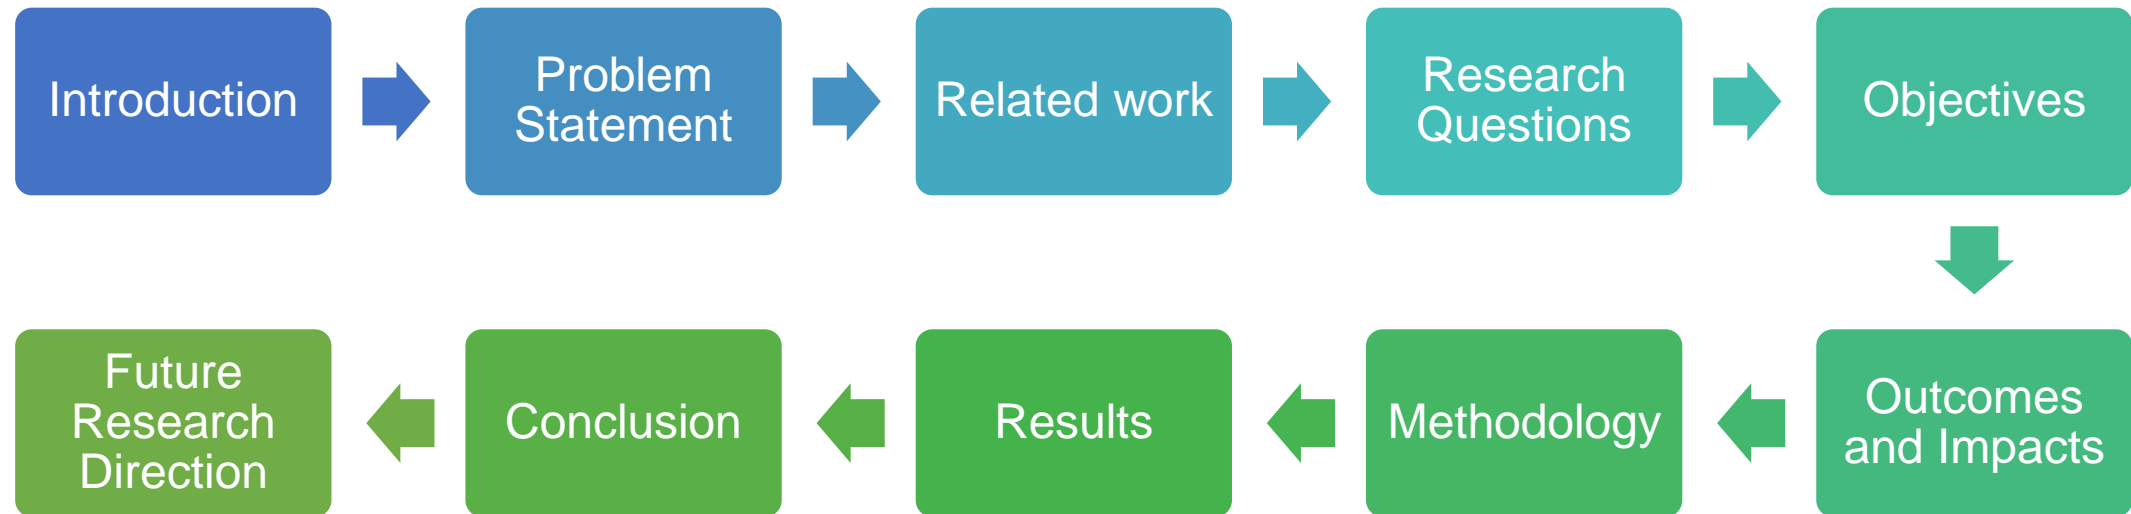 Introduction
Problem
Statement
Related work
Research
Questions
Objectives
Outcomes
and Impacts
Methodology
Results
Conclusion
Future
Research
Direction